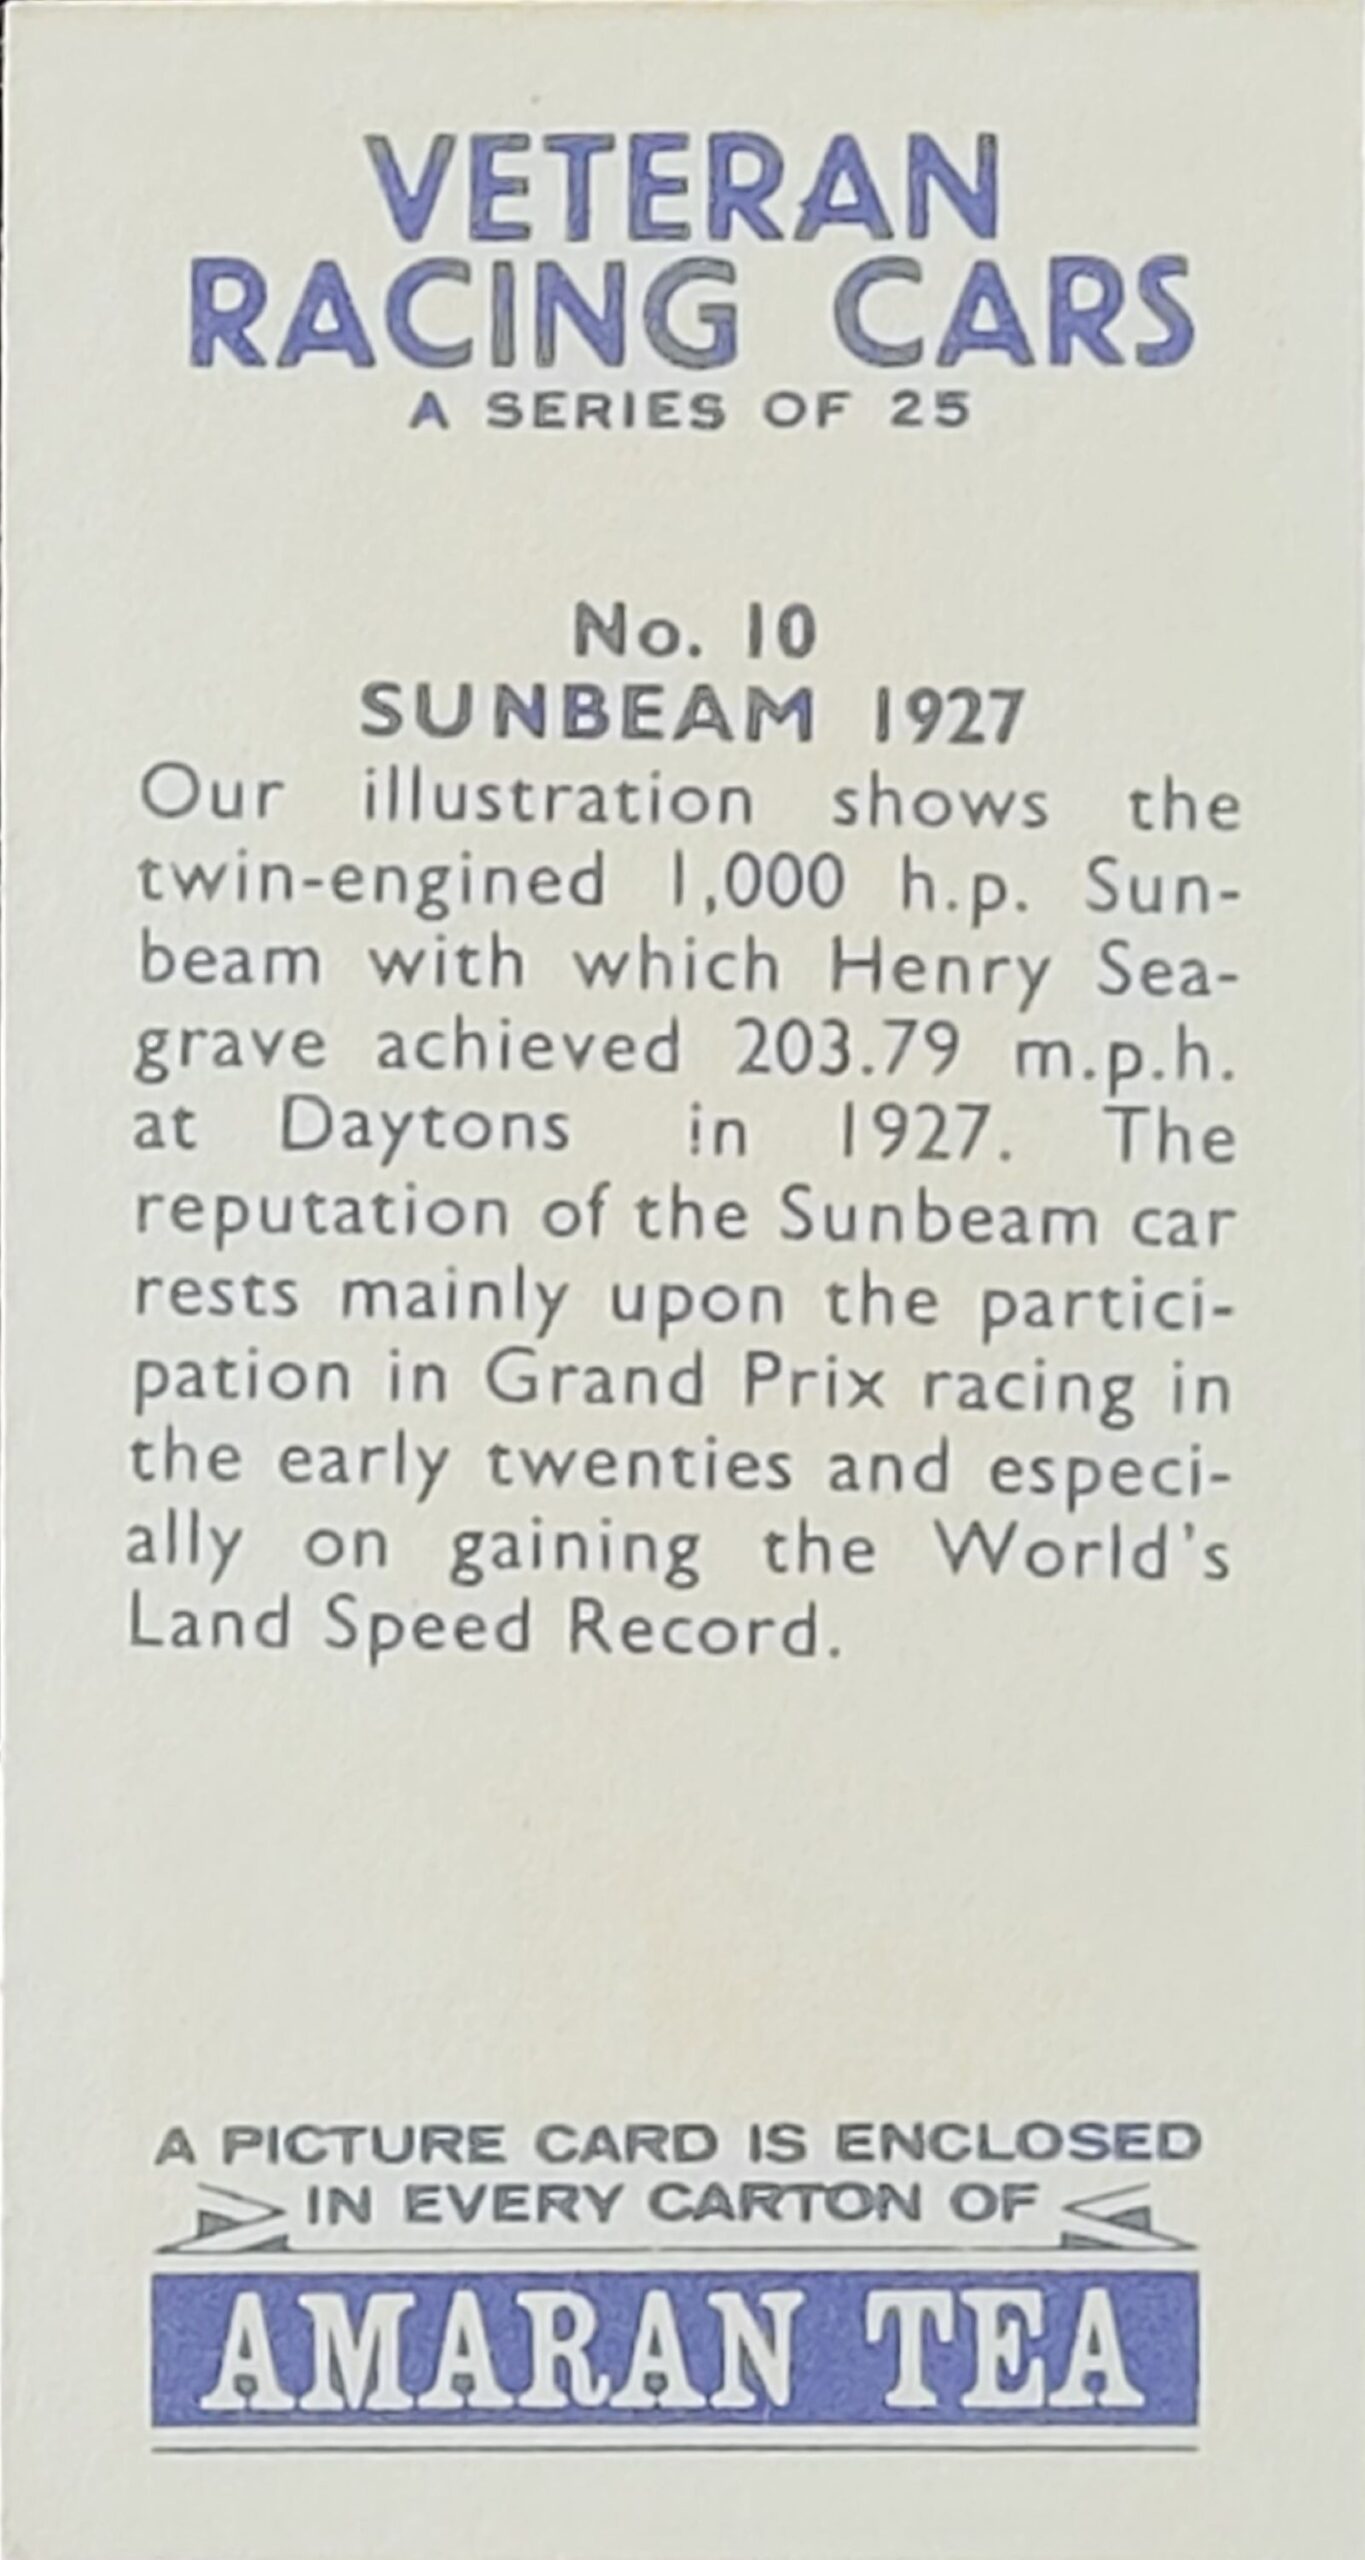 VETERAN
RACING CARS
A SERIES OF 25
No. 10
SUNBEAM 1927
Our illustration shows the
twin-engined 1,000 h.p. Sun-
beam with which Henry Sea-
grave achieved 203.79 m.p.h.
at Daytons in 1927. The
reputation of the Sunbeam car
rests mainly upon the partici-
pation in Grand Prix racing in
the early twenties and especi-
ally on gaining the World's
Land Speed Record.
A PICTURE CARD IS ENCLOSED
IN EVERY CARTON OF
AMARAN TEA